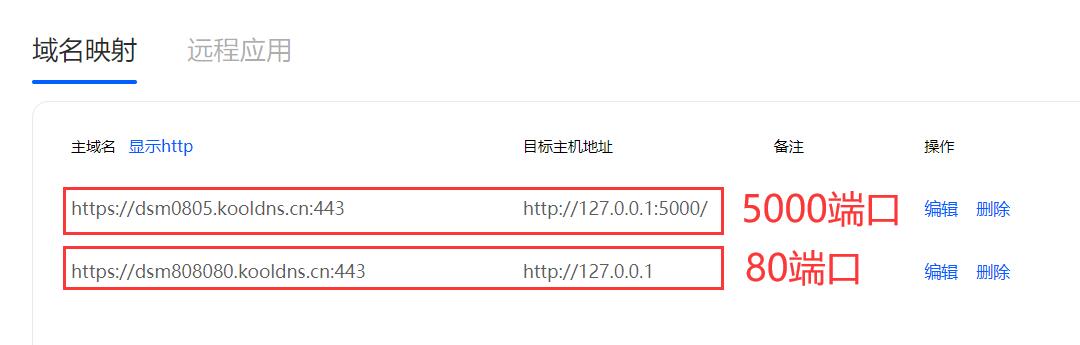 域名映射 远程应用
主域名 显示http 目标主机地址 备注 操作
https://dsm0805.kooldns.cn:443 http://127.0.0.1:5000/ 5000端口 编辑 删除
https://dsm808080.kooldns.cn:443 http://127.0.0.1 80端口 编辑 删除